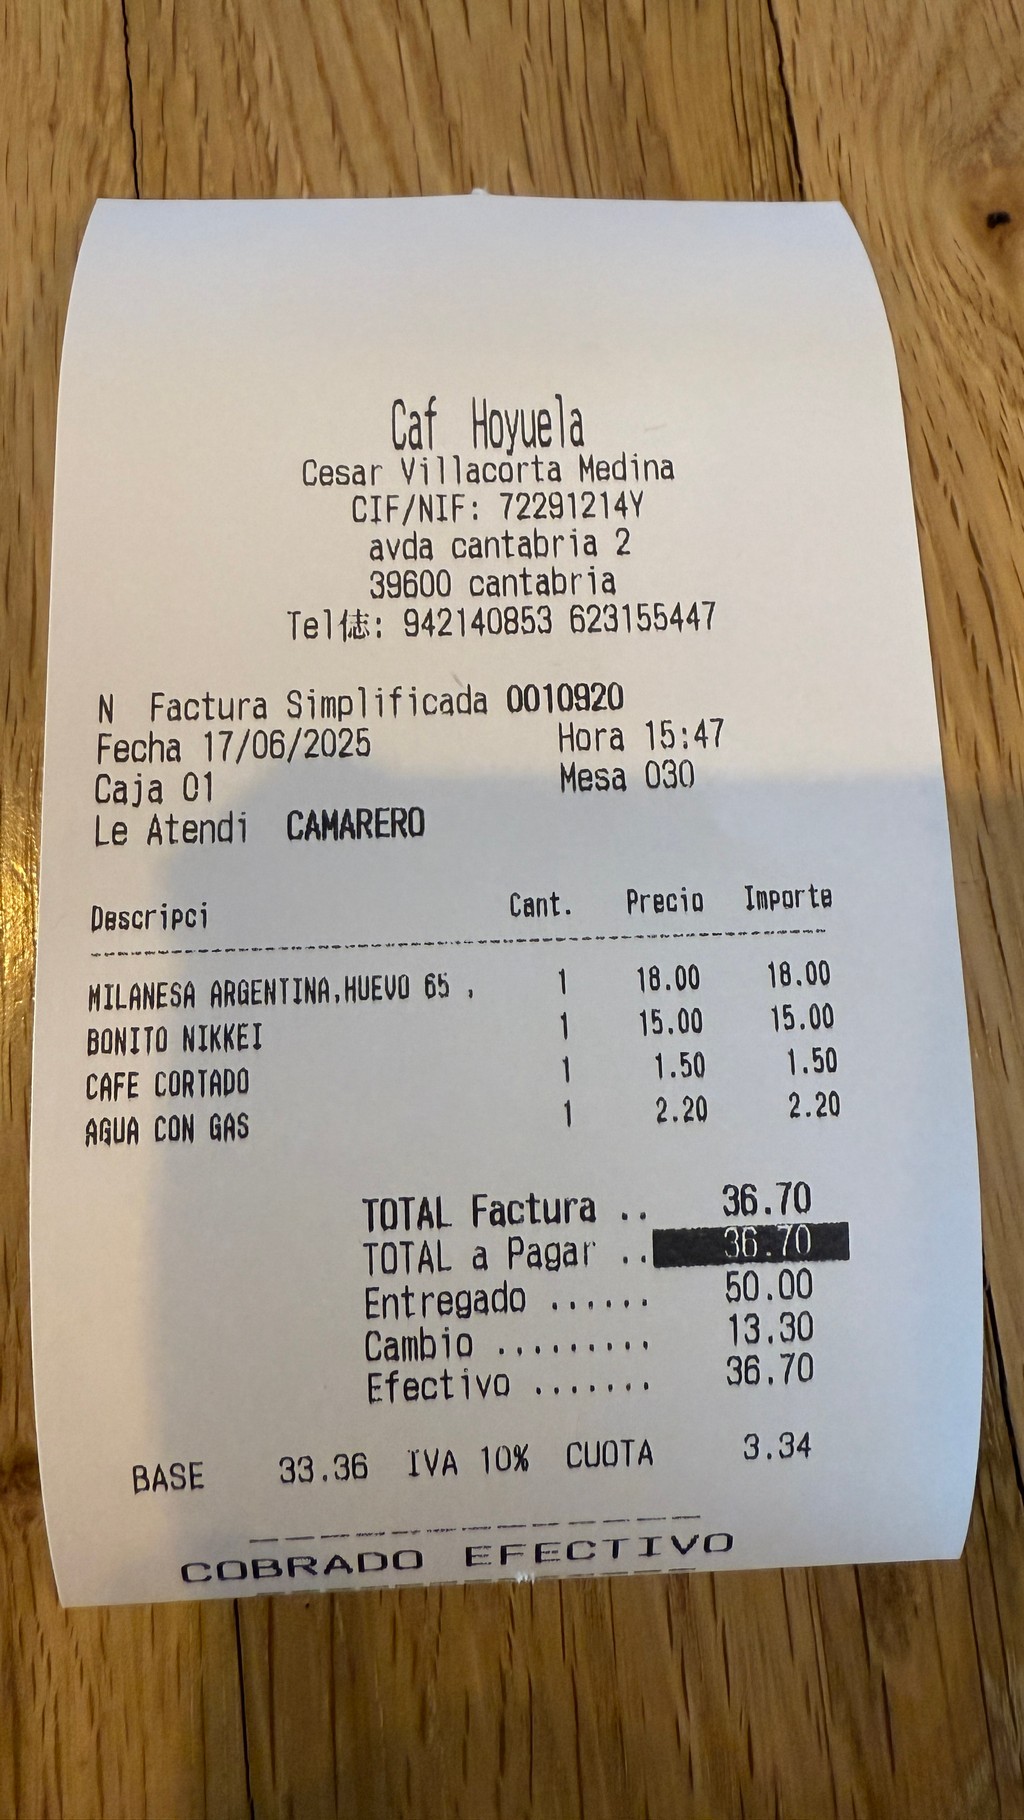 Caf Hoyuela
Cesar Villacorta Medina
CIF/NIF: 72291214Y
avda cantabria 2
39600 cantabria
Tel: 942140853 623155447
N Factura Simplificada 0010920
Fecha 17/06/2025 Hora 15:47
Caja 01 Mesa 030
Le Atendi CAMARERO
Descripci Cant. Precio Importe
MILANESA ARGENTINA,HUEVO 65 , 1 18.00 18.00
BONITO NIKKEI 1 15.00 15.00
CAFE CORTADO 1 1.50 1.50
AGUA CON GAS 1 2.20 2.20
TOTAL Factura .. 36.70
TOTAL a Pagar .. 36.70
Entregado ...... 50.00
Cambio ......... 13.30
Efectivo ....... 36.70
BASE 33.36 IVA 10% CUOTA 3.34
COBRADO EFECTIVO